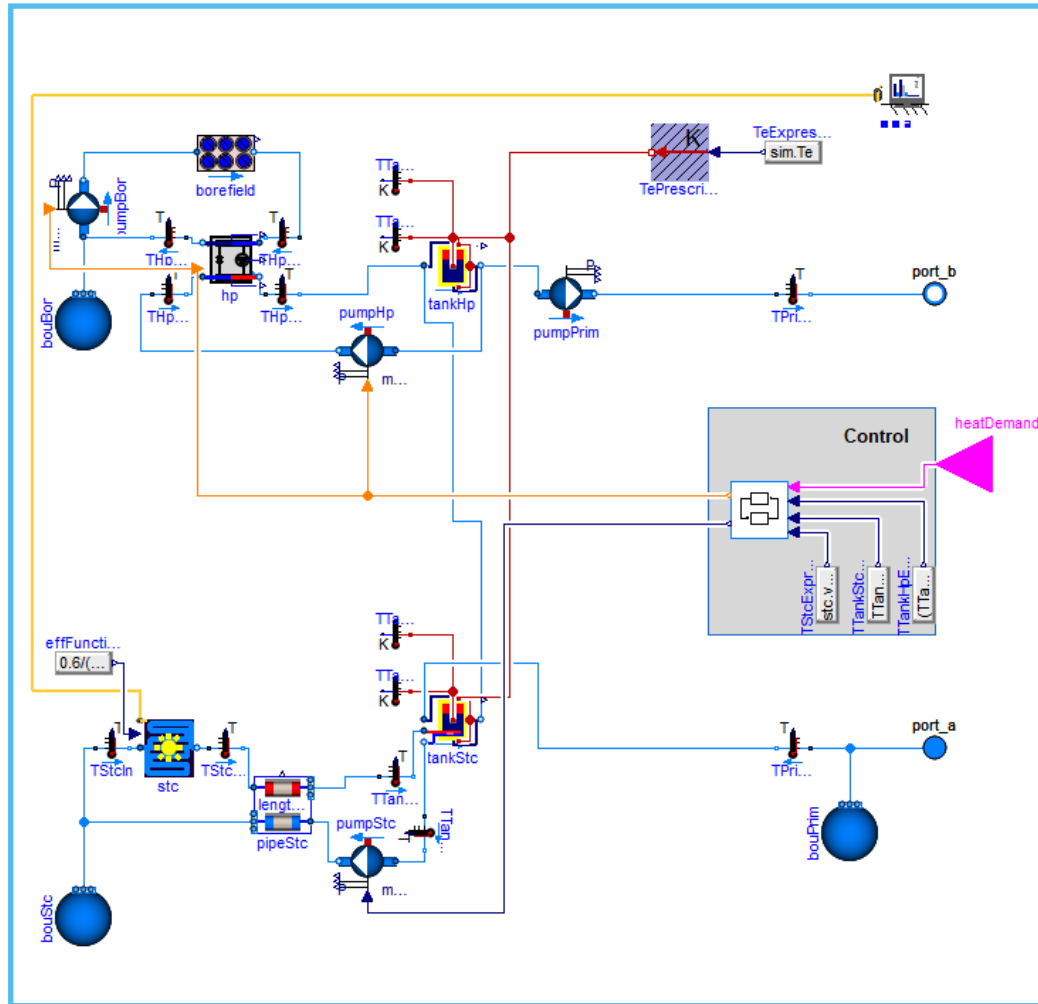 TeExpres...
sim.Te
K
TePrescri...
borefield
TTa...
K
TTa...
K
pumpBor
T
T
THp...
THp...
hp
T
T
THp...
THp...
tankHp
bouBor
pumpHp
m...
pumpPrim
T
TPri...
port_b
heatDemand
Control
TStcExpr...
stc.v...
TTankStc...
TTan...
TTankHpE...
(TTa...
effFuncti...
0.6/(...
TTa...
K
TTa...
K
T
TStcIn
stc
T
TStc...
tankStc
T
TTan...
lengt...
pipeStc
pumpStc
m...
T
TTan...
T
TPri...
port_a
bouPrim
bouStc